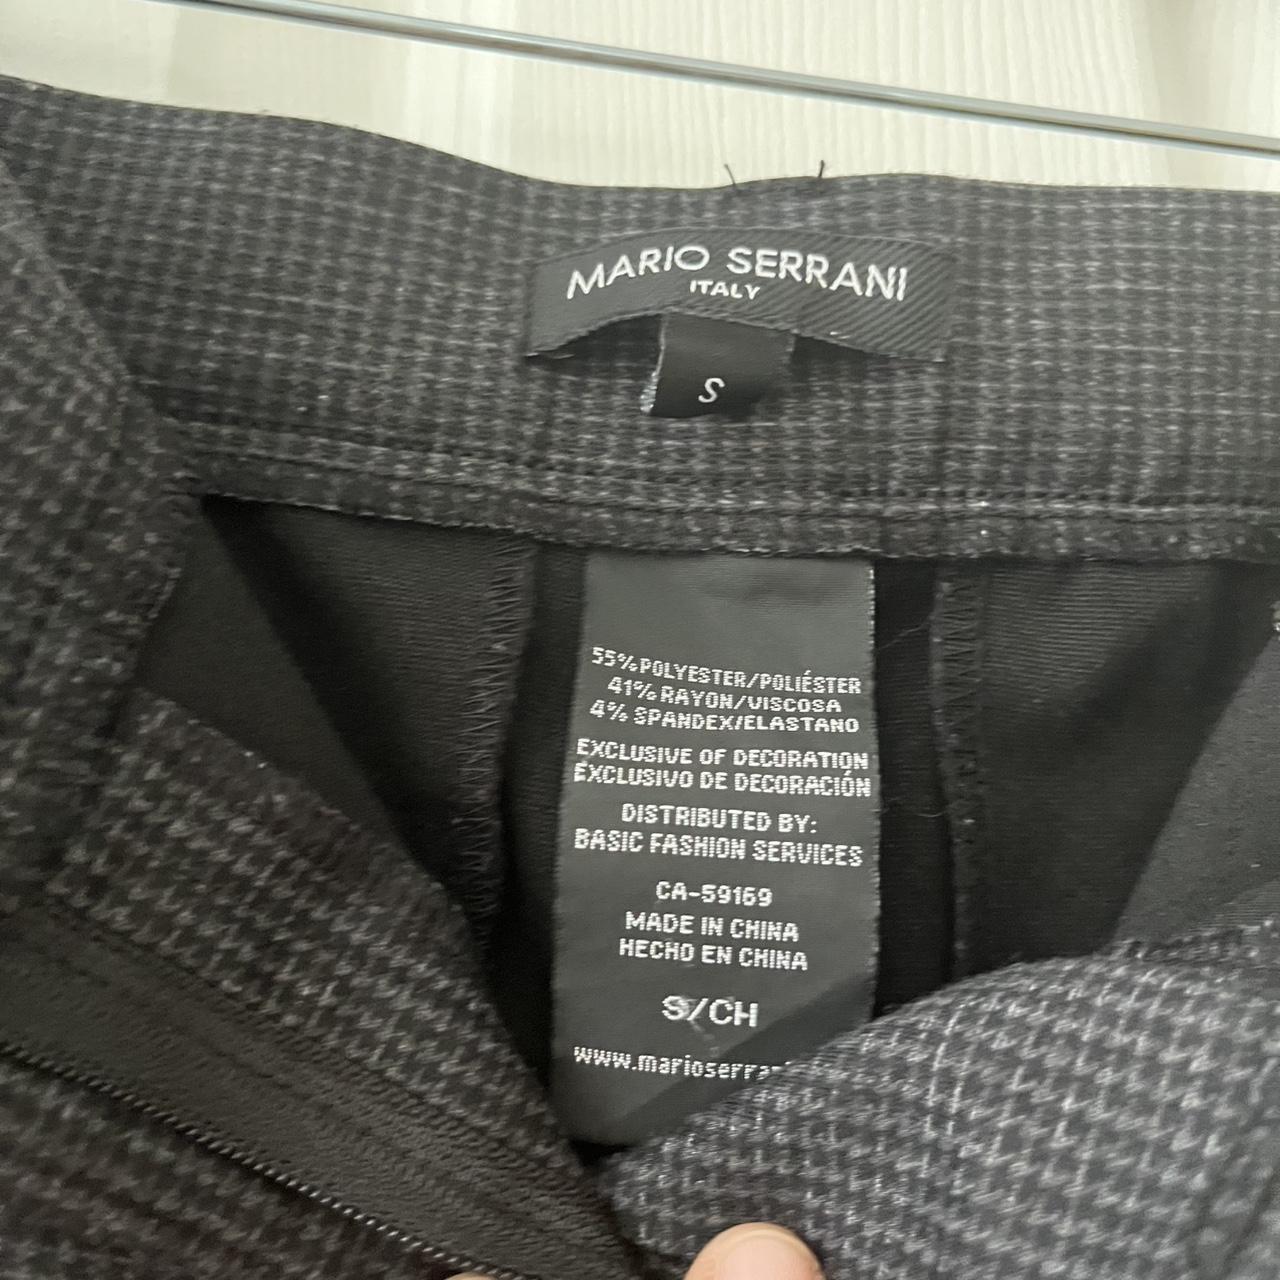 MARIO SERRANI
ITALY
S
55% POLYESTER/POLIÉSTER
41% RAYON/VISCOSA
4% SPANDEX/ELASTANO
EXCLUSIVE OF DECORATION
EXCLUSIVO DE DECORACIÓN
DISTRIBUTED BY:
BASIC FASHION SERVICES
CA-59169
MADE IN CHINA
HECHO EN CHINA
S/CH